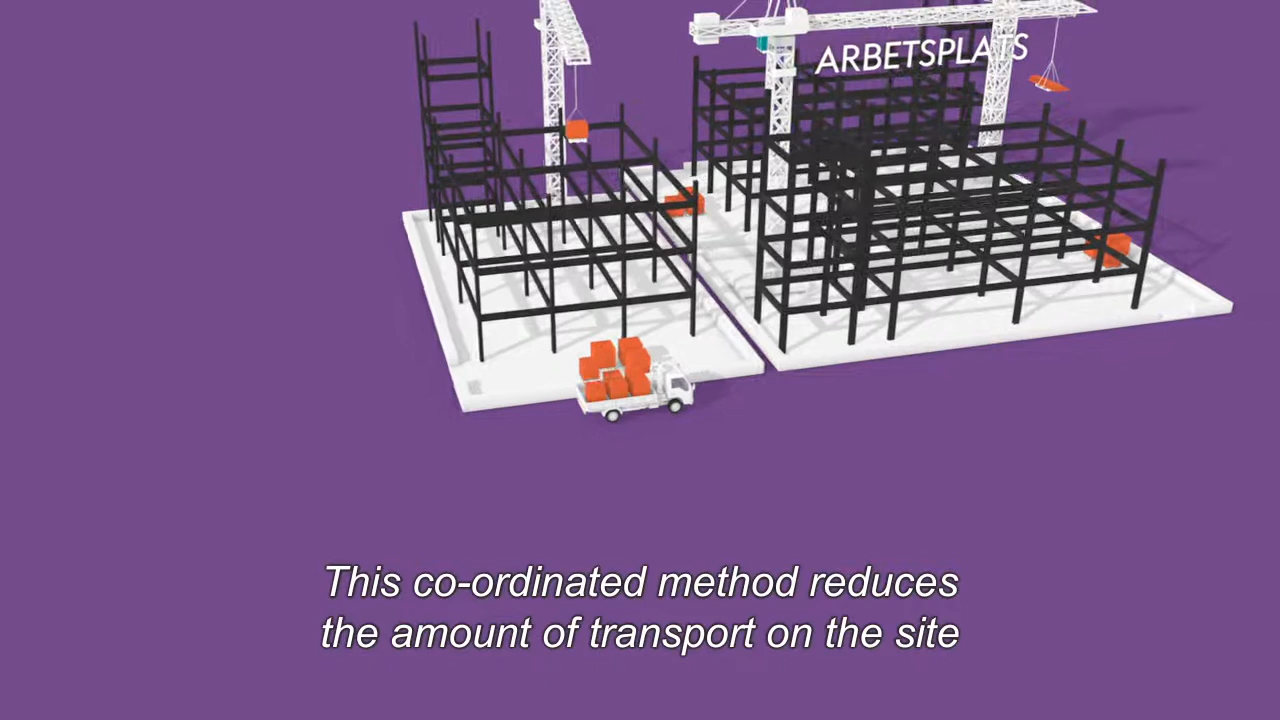 ARBETSPLATS
This co-ordinated method reduces
the amount of transport on the site